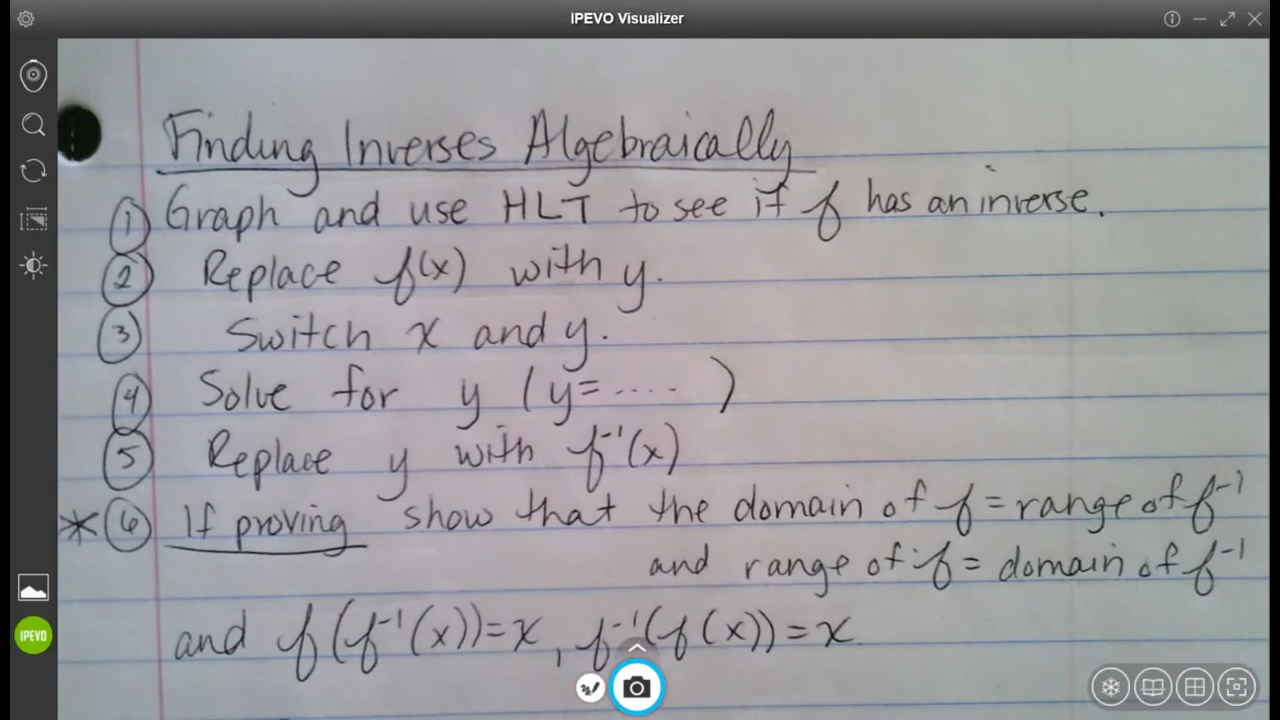 IPEVO Visualizer
Finding Inverses Algebraically
① Graph and use HLT to see if f has an inverse.
② Replace f(x) with y.
③ Switch x and y.
④ Solve for y (y=.....)
⑤ Replace y with f⁻¹(x)
* ⑥ If proving show that the domain of f = range of f⁻¹
and range of f = domain of f⁻¹
and f(f⁻¹(x))=x, f⁻¹(f(x))=x
IPEVO